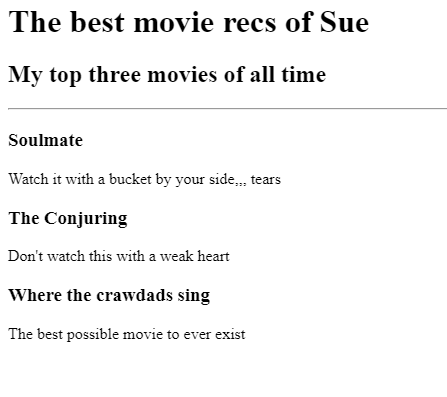 The best movie recs of Sue
My top three movies of all time
Soulmate
Watch it with a bucket by your side,,, tears
The Conjuring
Don't watch this with a weak heart
Where the crawdads sing
The best possible movie to ever exist